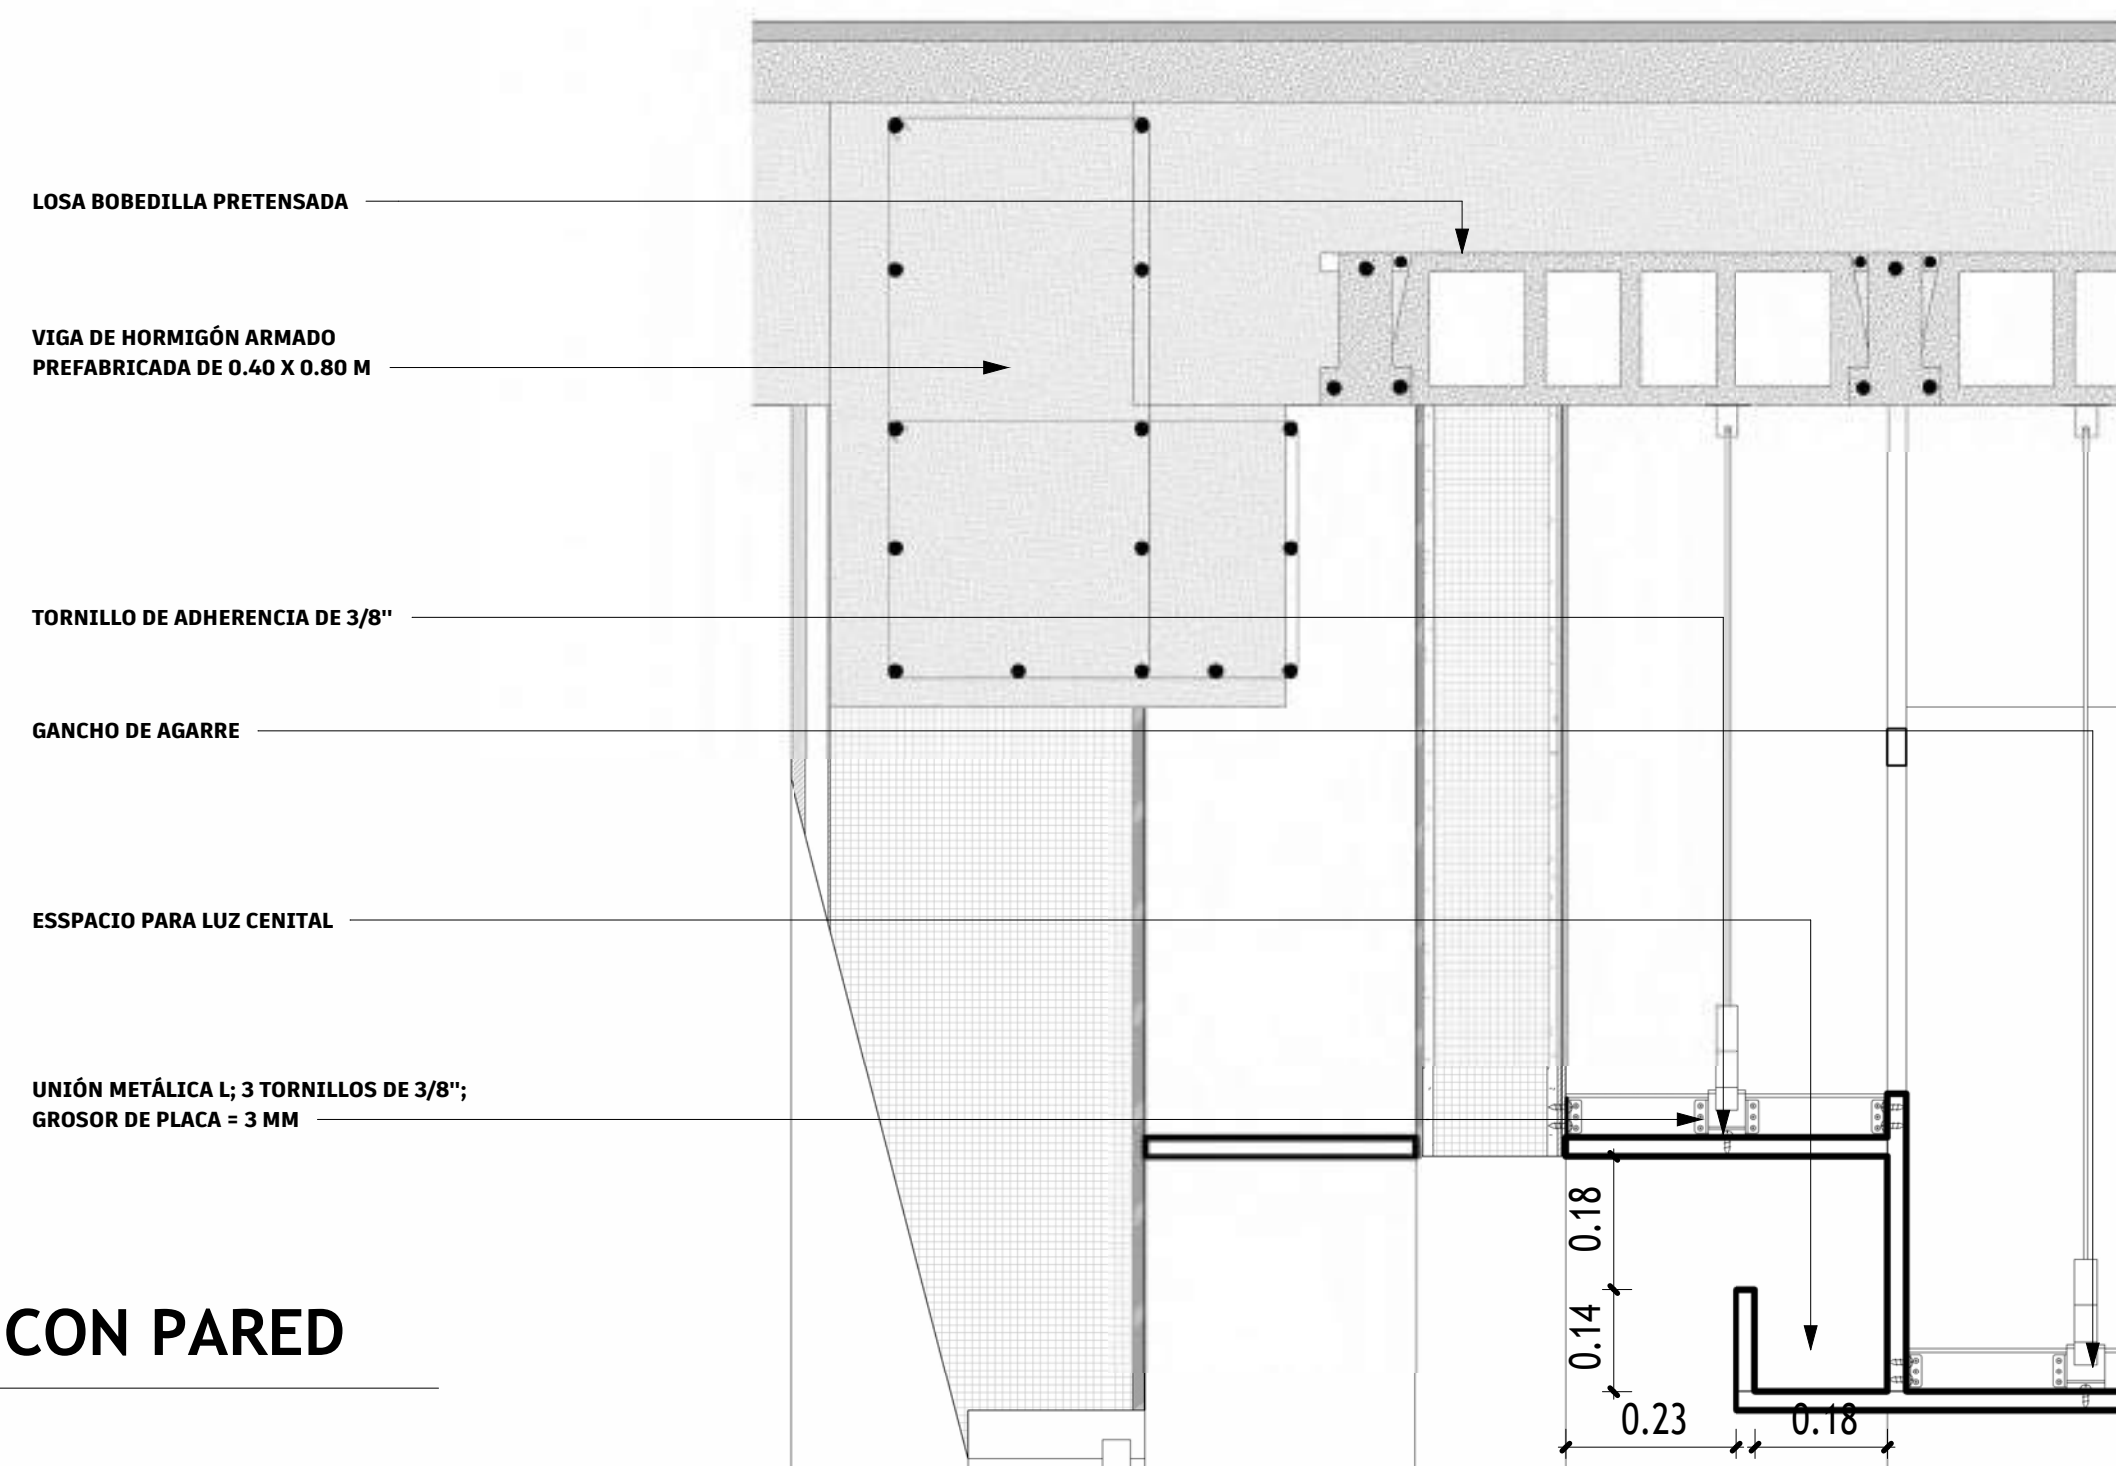 LOSA BOBEDILLA PRETENSADA
VIGA DE HORMIGÓN ARMADO
PREFABRICADA DE 0.40 X 0.80 M
TORNILLO DE ADHERENCIA DE 3/8"
GANCHO DE AGARRE
ESSPACIO PARA LUZ CENITAL
UNIÓN METÁLICA L; 3 TORNILLOS DE 3/8";
GROSOR DE PLACA = 3 MM
0.18
0.14
0.23
0.18
CON PARED